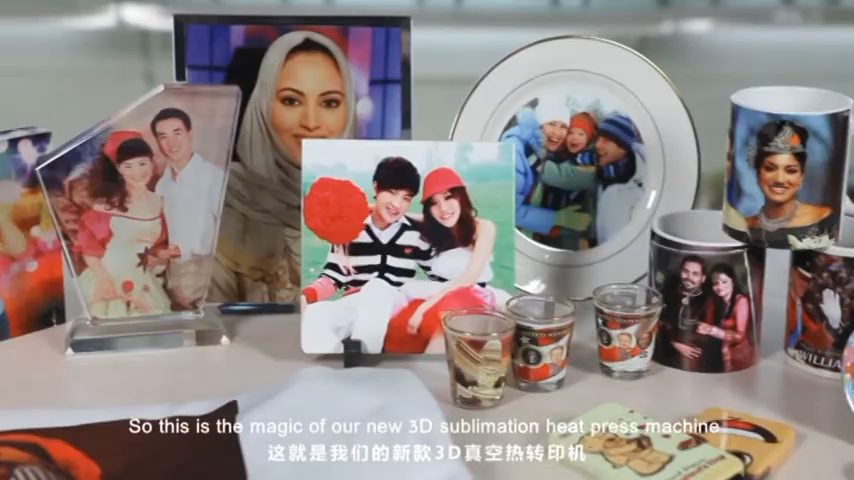 WILLIA
So this is the magic of our new 3D sublimation heat press machine
这就是我们的新款3D真空热转印机